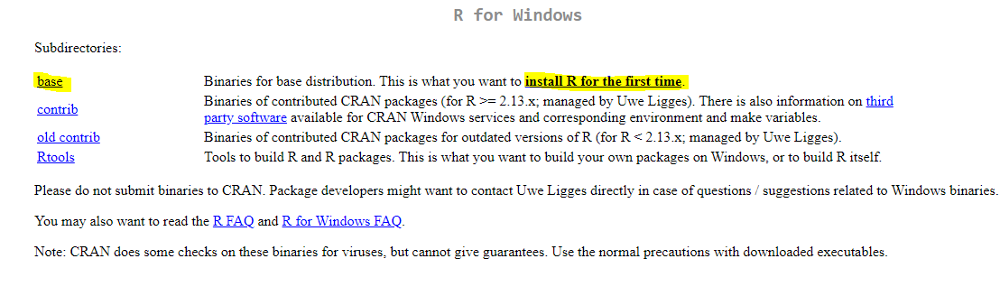 R for Windows
Subdirectories:
base Binaries for base distribution. This is what you want to install R for the first time.
contrib Binaries of contributed CRAN packages (for R >= 2.13.x; managed by Uwe Ligges). There is also information on third
party software available for CRAN Windows services and corresponding environment and make variables.
old contrib Binaries of contributed CRAN packages for outdated versions of R (for R < 2.13.x; managed by Uwe Ligges).
Rtools Tools to build R and R packages. This is what you want to build your own packages on Windows, or to build R itself.
Please do not submit binaries to CRAN. Package developers might want to contact Uwe Ligges directly in case of questions / suggestions related to Windows binaries.
You may also want to read the R FAQ and R for Windows FAQ.
Note: CRAN does some checks on these binaries for viruses, but cannot give guarantees. Use the normal precautions with downloaded executables.